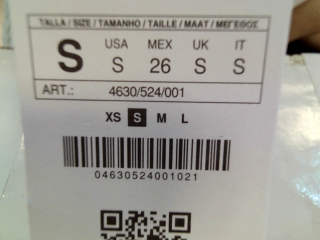 TALLA / SIZE / TAMANHO / TAILLE / MAAT / ΜΕΓΕΘΟΣ
S
USA MEX UK IT
S 26 S S
ART.: 4630/524/001
XS S M L
04630524001021